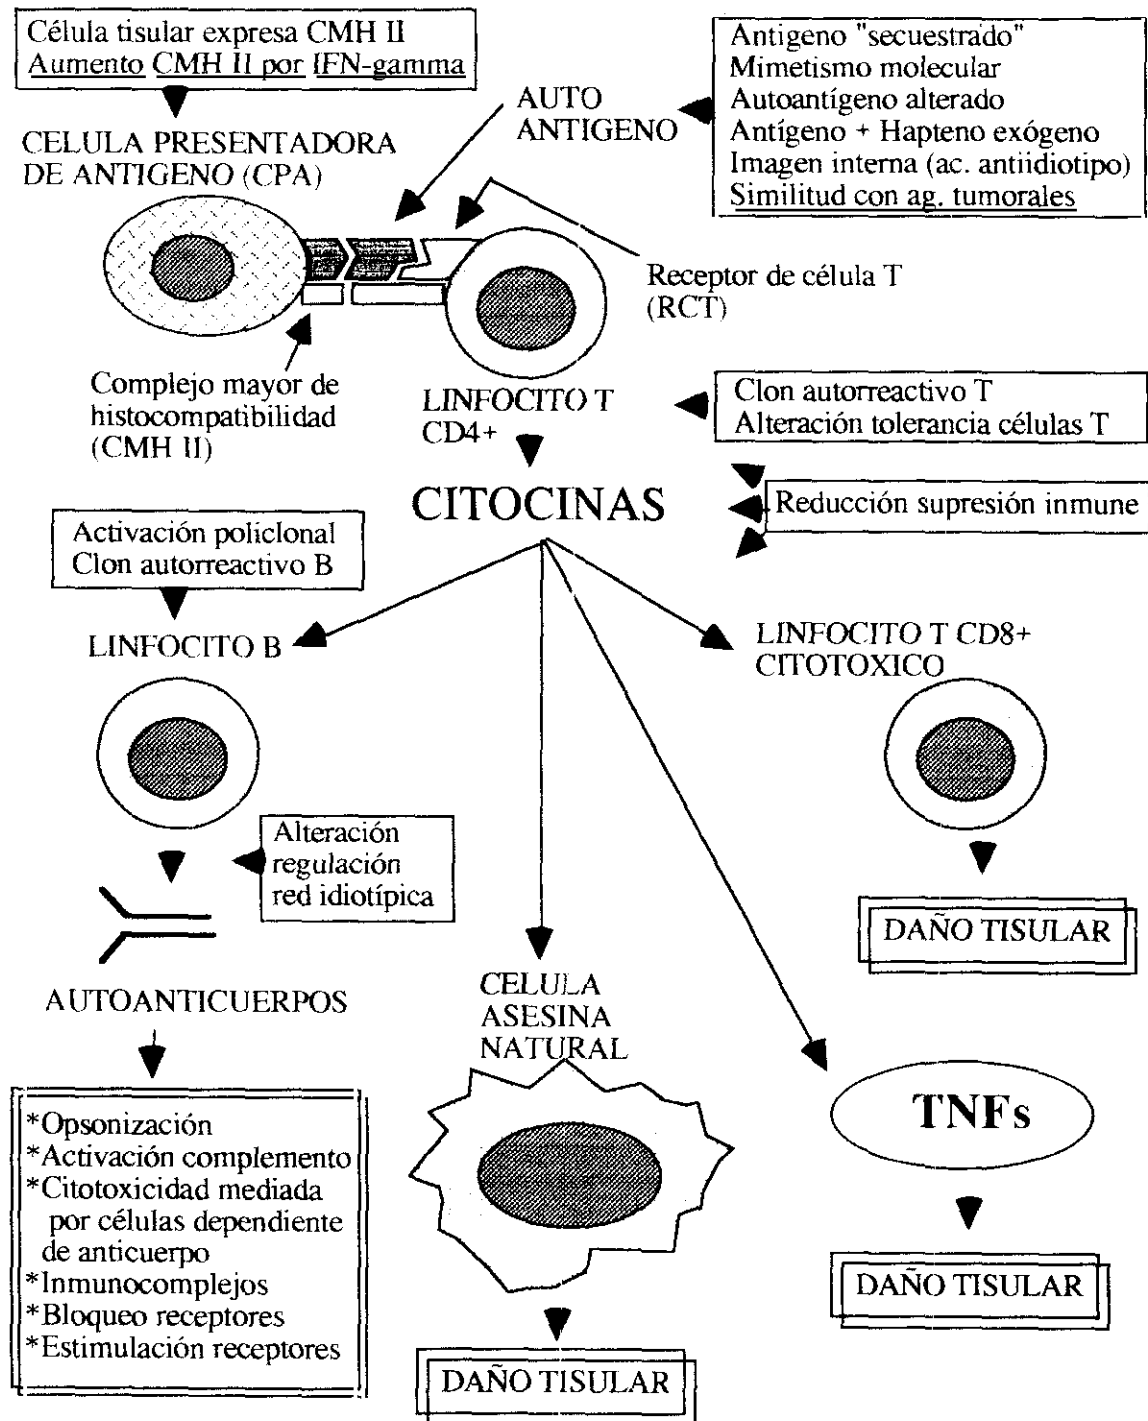 Célula tisular expresa CMH II
Aumento CMH II por IFN-gamma
CELULA PRESENTADORA
DE ANTIGENO (CPA)
AUTO
ANTIGENO
Antigeno "secuestrado"
Mimetismo molecular
Autoantígeno alterado
Antígeno + Hapteno exógeno
Imagen interna (ac. antiidiotipo)
Similitud con ag. tumorales
Receptor de célula T
(RCT)
Complejo mayor de
histocompatibilidad
(CMH II)
LINFOCITO T
CD4+
Clon autorreactivo T
Alteración tolerancia células T
CITOCINAS
Reducción supresión inmune
Activación policlonal
Clon autorreactivo B
LINFOCITO B
LINFOCITO T CD8+
CITOTOXICO
Alteración
regulación
red idiotípica
DAÑO TISULAR
AUTOANTICUERPOS
CELULA
ASESINA
NATURAL
TNFs
*Opsonización
*Activación complemento
*Citotoxicidad mediada
por células dependiente
de anticuerpo
*Inmunocomplejos
*Bloqueo receptores
*Estimulación receptores
DAÑO TISULAR
DAÑO TISULAR